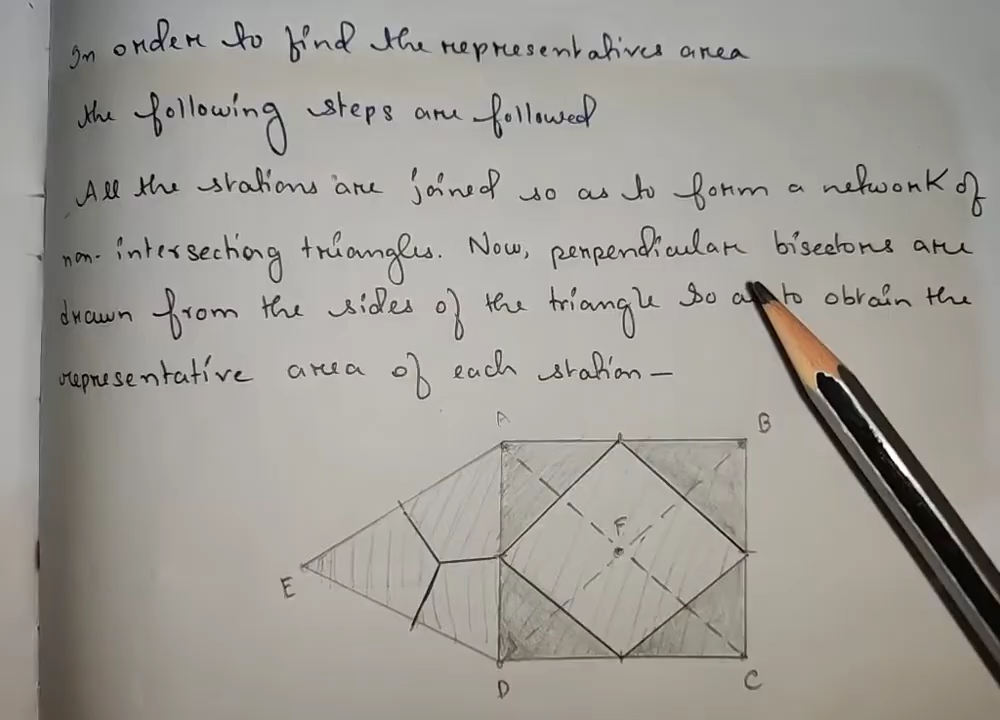 In order to find the representatives area
the following steps are followed
All the stations are joined so as to form a network of
non-intersecting triangles. Now, perpendicular bisectors are
drawn from the sides of the triangle so as to obtain the
representative area of each station —
A
B
F
E
D
C